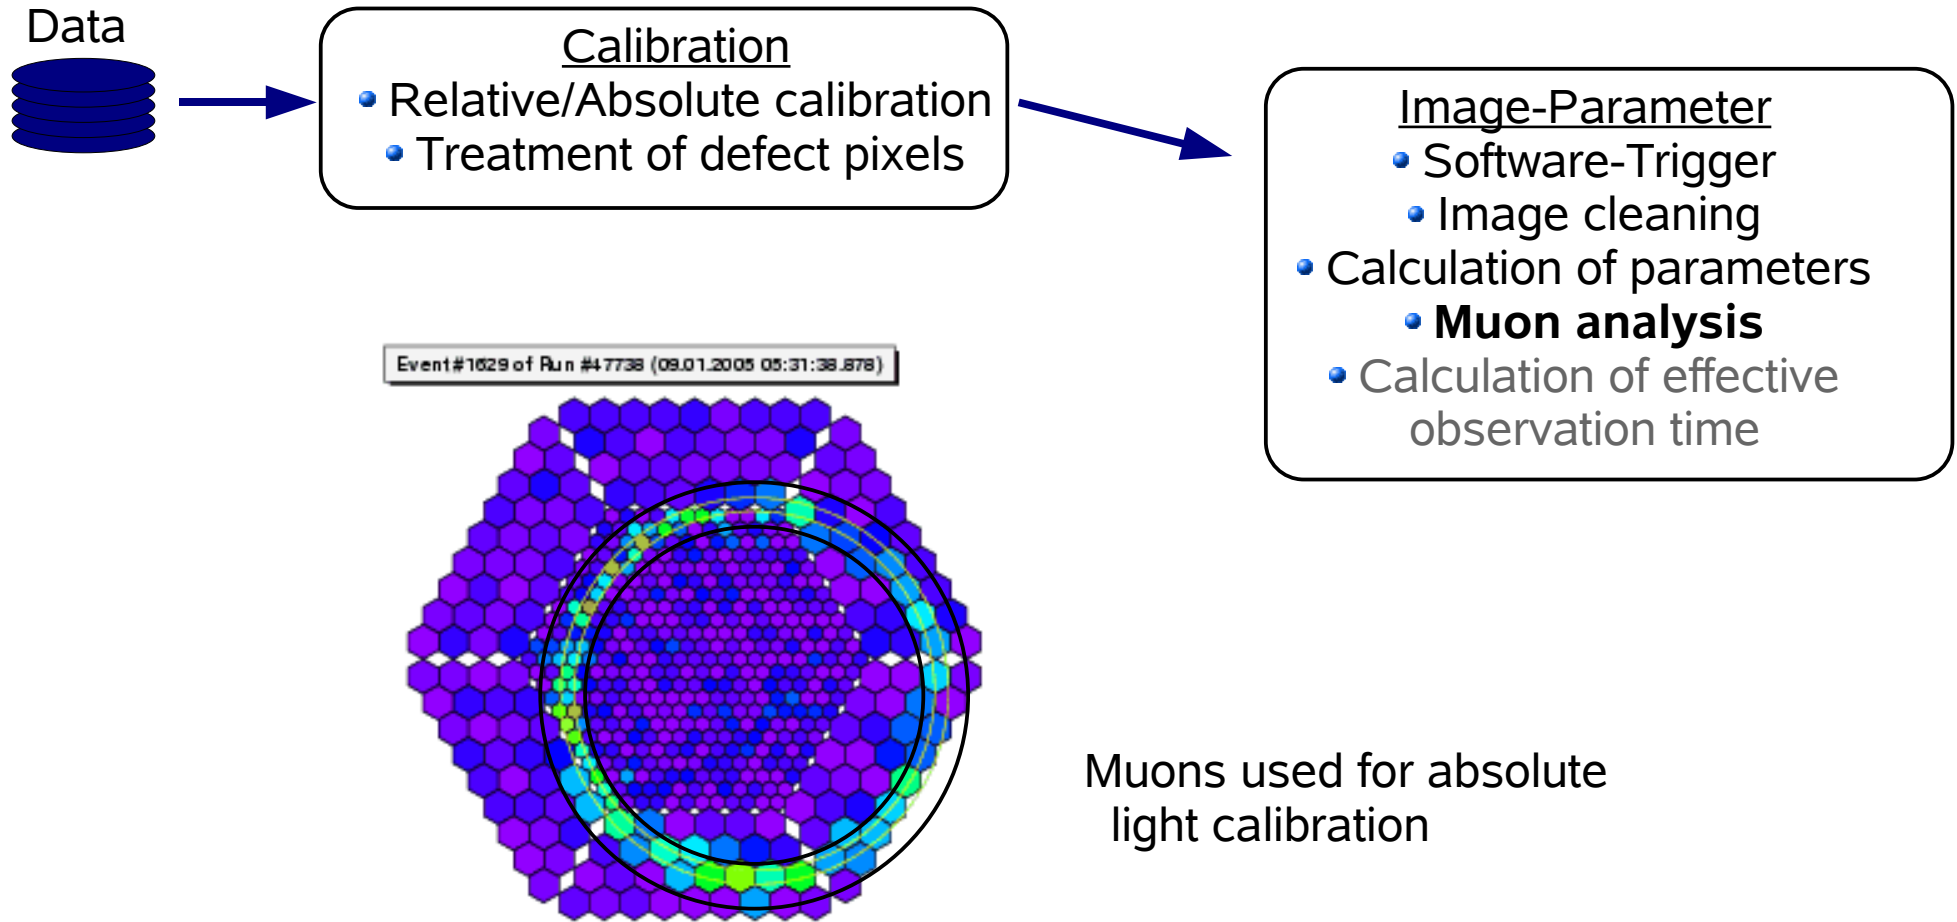 Data
Calibration
• Relative/Absolute calibration
• Treatment of defect pixels
Image-Parameter
• Software-Trigger
• Image cleaning
• Calculation of parameters
• Muon analysis
• Calculation of effective
observation time
Event#1629 of Run #47738 (09.01.2005 05:31:38.878)
Muons used for absolute
light calibration